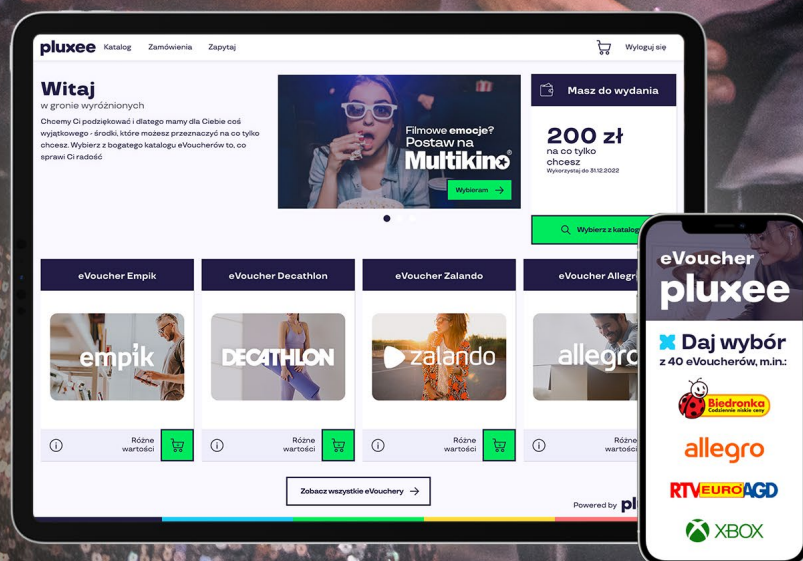 pluxee Katalog Zamówienia Zapytaj Wyloguj się
Witaj
w gronie wyróżnionych
Chcemy Ci podziękować i dlatego mamy dla Ciebie coś
wyjątkowego - środki, które możesz przeznaczyć na co tylko
chcesz. Wybierz z bogatego katalogu eVoucherów to, co
sprawi Ci radość
Filmowe emocje?
Postaw na
Multikino
Wybieram
Masz do wydania
200 zł
na co tylko
chcesz
Wykorzystaj do 31.12.2022
Wybierz z katalog
eVoucher Empik
empik
Różne
wartości
eVoucher Decathlon
DECATHLON
Różne
wartości
eVoucher Zalando
zalando
Różne
wartości
eVoucher Allegr
allegro
Różne
wartości
Zobacz wszystkie eVouchery
Powered by pl
eVoucher
pluxee
Daj wybór
z 40 eVoucherów, m.in.:
Biedronka
Codziennie niskie ceny
allegro
RTV EURO AGD
XBOX